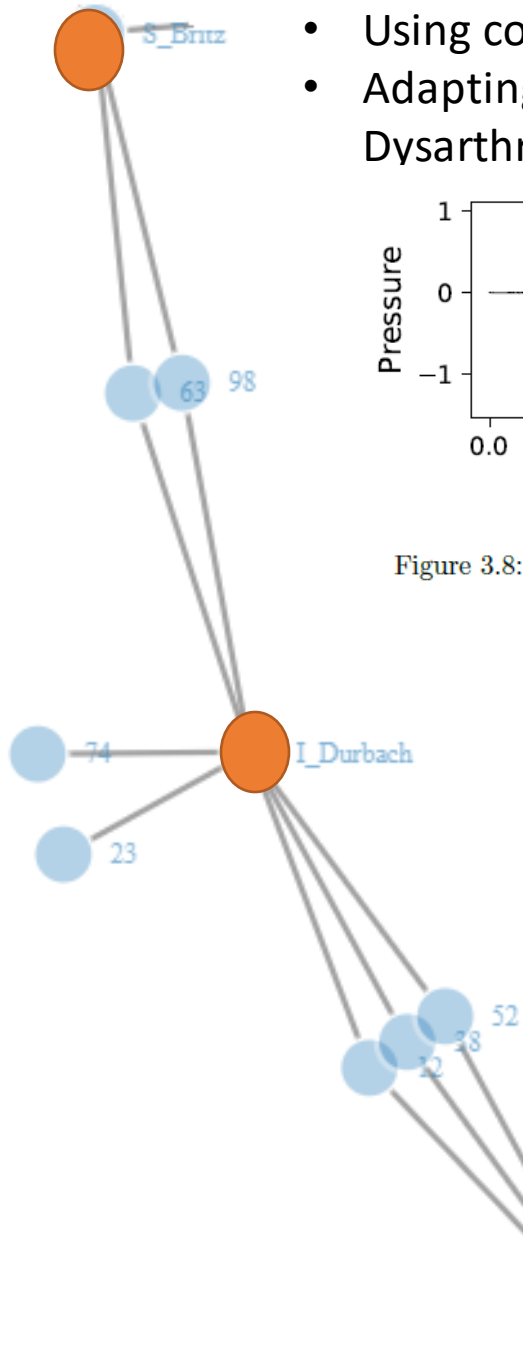 S_Britz
• Using co
• Adapting
Dysarthr
1
0
−1
Pressure
0.0
63
98
Figure 3.8:
74
I_Durbach
23
52
38
12